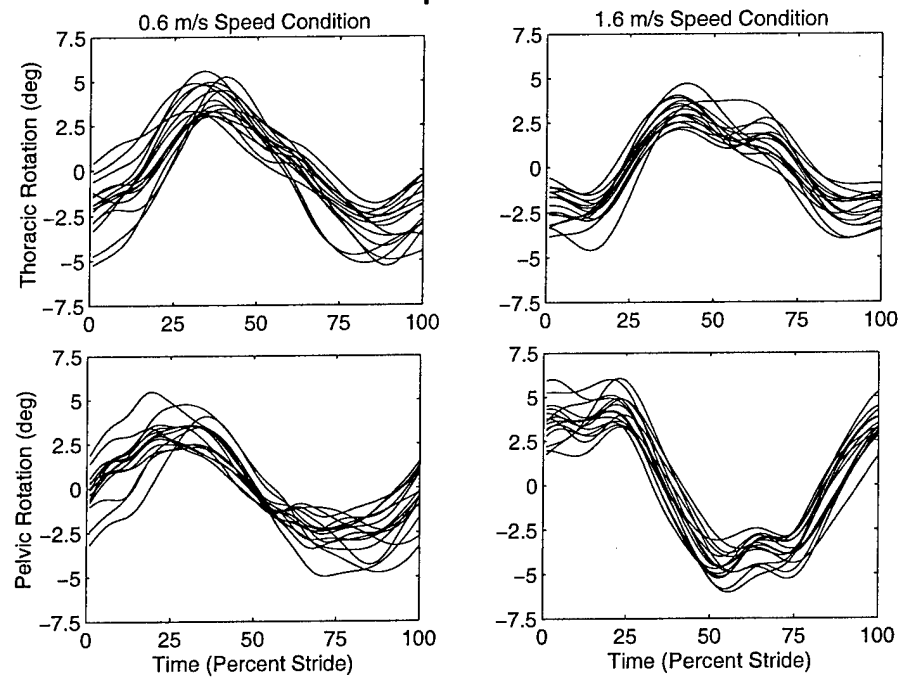 0.6 m/s Speed Condition
1.6 m/s Speed Condition
Thoracic Rotation (deg)
7.5
5
2.5
0
−2.5
−5
−7.5
0 25 50 75 100
7.5
5
2.5
0
−2.5
−5
−7.5
0 25 50 75 100
Pelvic Rotation (deg)
7.5
5
2.5
0
−2.5
−5
−7.5
0 25 50 75 100
Time (Percent Stride)
7.5
5
2.5
0
−2.5
−5
−7.5
0 25 50 75 100
Time (Percent Stride)